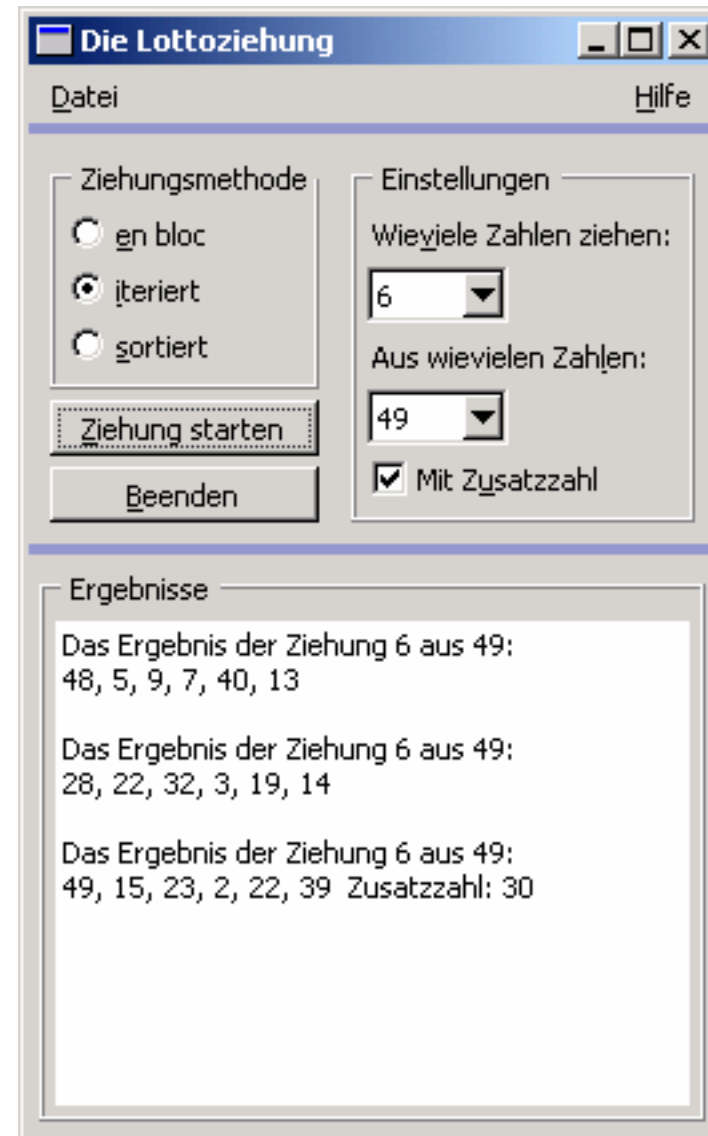 Die Lottoziehung
Datei Hilfe
Ziehungsmethode
en bloc
iteriert
sortiert
Ziehung starten
Beenden
Einstellungen
Wieviele Zahlen ziehen:
6
Aus wievielen Zahlen:
49
Mit Zusatzzahl
Ergebnisse
Das Ergebnis der Ziehung 6 aus 49:
48, 5, 9, 7, 40, 13
Das Ergebnis der Ziehung 6 aus 49:
28, 22, 32, 3, 19, 14
Das Ergebnis der Ziehung 6 aus 49:
49, 15, 23, 2, 22, 39 Zusatzzahl: 30